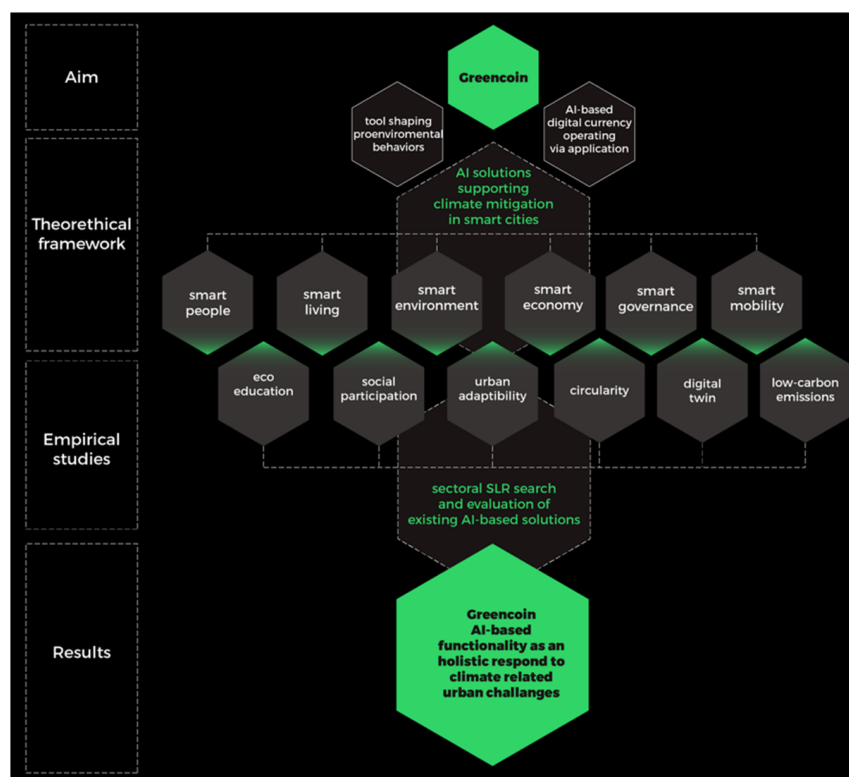 Aim
Greencoin
tool shaping
proenviromental
behaviors
AI-based
digital currency
operating
via application
Theorethical
framework
AI solutions
supporting
climate mitigation
in smart cities
smart
people
smart
living
smart
environment
smart
economy
smart
governance
smart
mobility
eco
education
social
participation
urban
adaptibility
circularity
digital
twin
low-carbon
emissions
Empirical
studies
sectoral SLR search
and evaluation of
existing AI-based solutions
Results
Greencoin
AI-based
functionality as an
holistic respond to
climate related
urban challanges